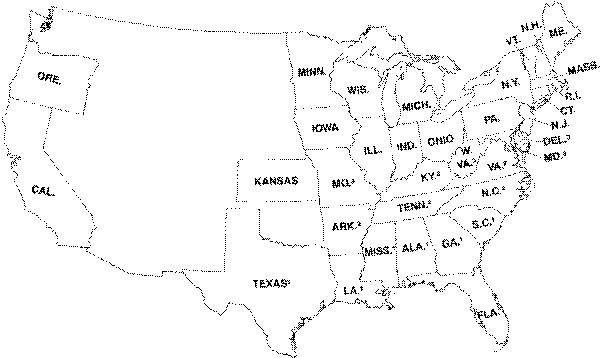 N.H.
VT.
ME.
MASS.
R.I.
CT.
N.J.
DEL.³
MD.³
ORE.
MINN.
WIS.
MICH.
N.Y.
PA.
IOWA
ILL.
IND.
OHIO
W.
VA.³
VA.²
KANSAS
MO.³
KY.³
CAL.
N.C.²
TENN.²
ARK.²
S.C.¹
MISS.¹
ALA.¹
GA.¹
TEXAS¹
LA.¹
FLA.¹